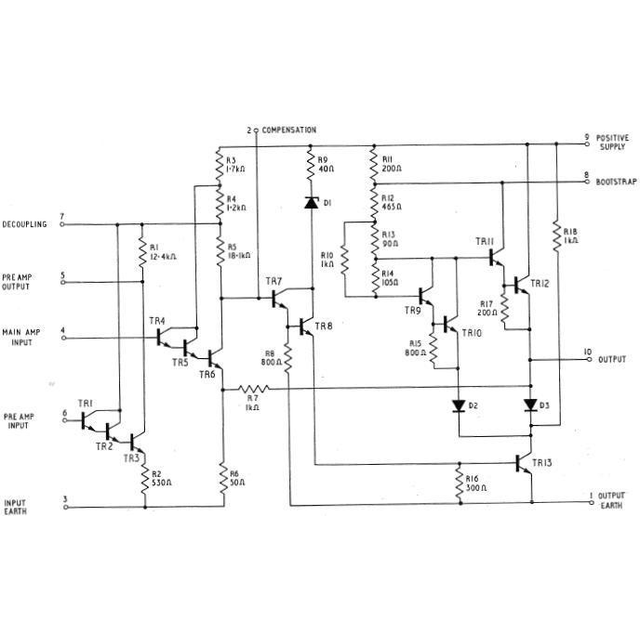 2 COMPENSATION
9 POSITIVE
SUPPLY
R3
1·7kΩ
R9
40Ω
R11
200Ω
8 BOOTSTRAP
R4
1·2kΩ
D1
R12
465Ω
7
DECOUPLING
R1
12·4kΩ
R5
18·1kΩ
R10
1kΩ
R13
90Ω
TR11
R18
1kΩ
5
PRE AMP
OUTPUT
TR7
R14
105Ω
TR12
R17
200Ω
4
MAIN AMP
INPUT
TR4
TR8
TR9
TR10
TR5
TR6
R8
800Ω
R15
800Ω
10 OUTPUT
R7
1kΩ
6
PRE AMP
INPUT
TR1
TR2
TR3
D2
D3
R2
530Ω
R6
50Ω
TR13
R16
300Ω
3
INPUT
EARTH
1 OUTPUT
EARTH